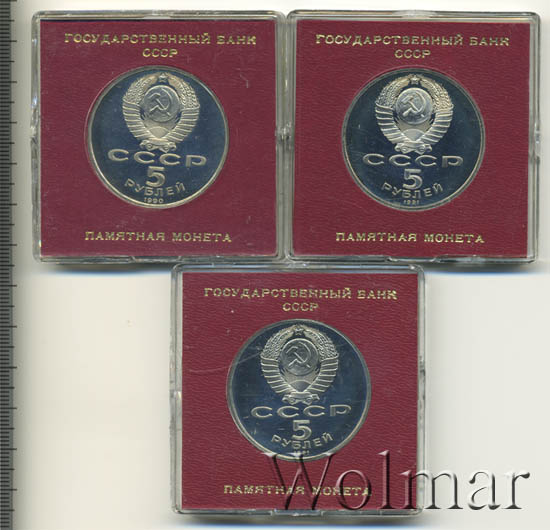 ГОСУДАРСТВЕННЫЙ БАНК
СССР
СССР
5
РУБЛЕЙ
1990
ПАМЯТНАЯ МОНЕТА
ГОСУДАРСТВЕННЫЙ БАНК
СССР
СССР
5
РУБЛЕЙ
1991
ПАМЯТНАЯ МОНЕТА
ГОСУДАРСТВЕННЫЙ БАНК
СССР
СССР
5
РУБЛЕЙ
ПАМЯТНАЯ МОНЕТА
Wolmar